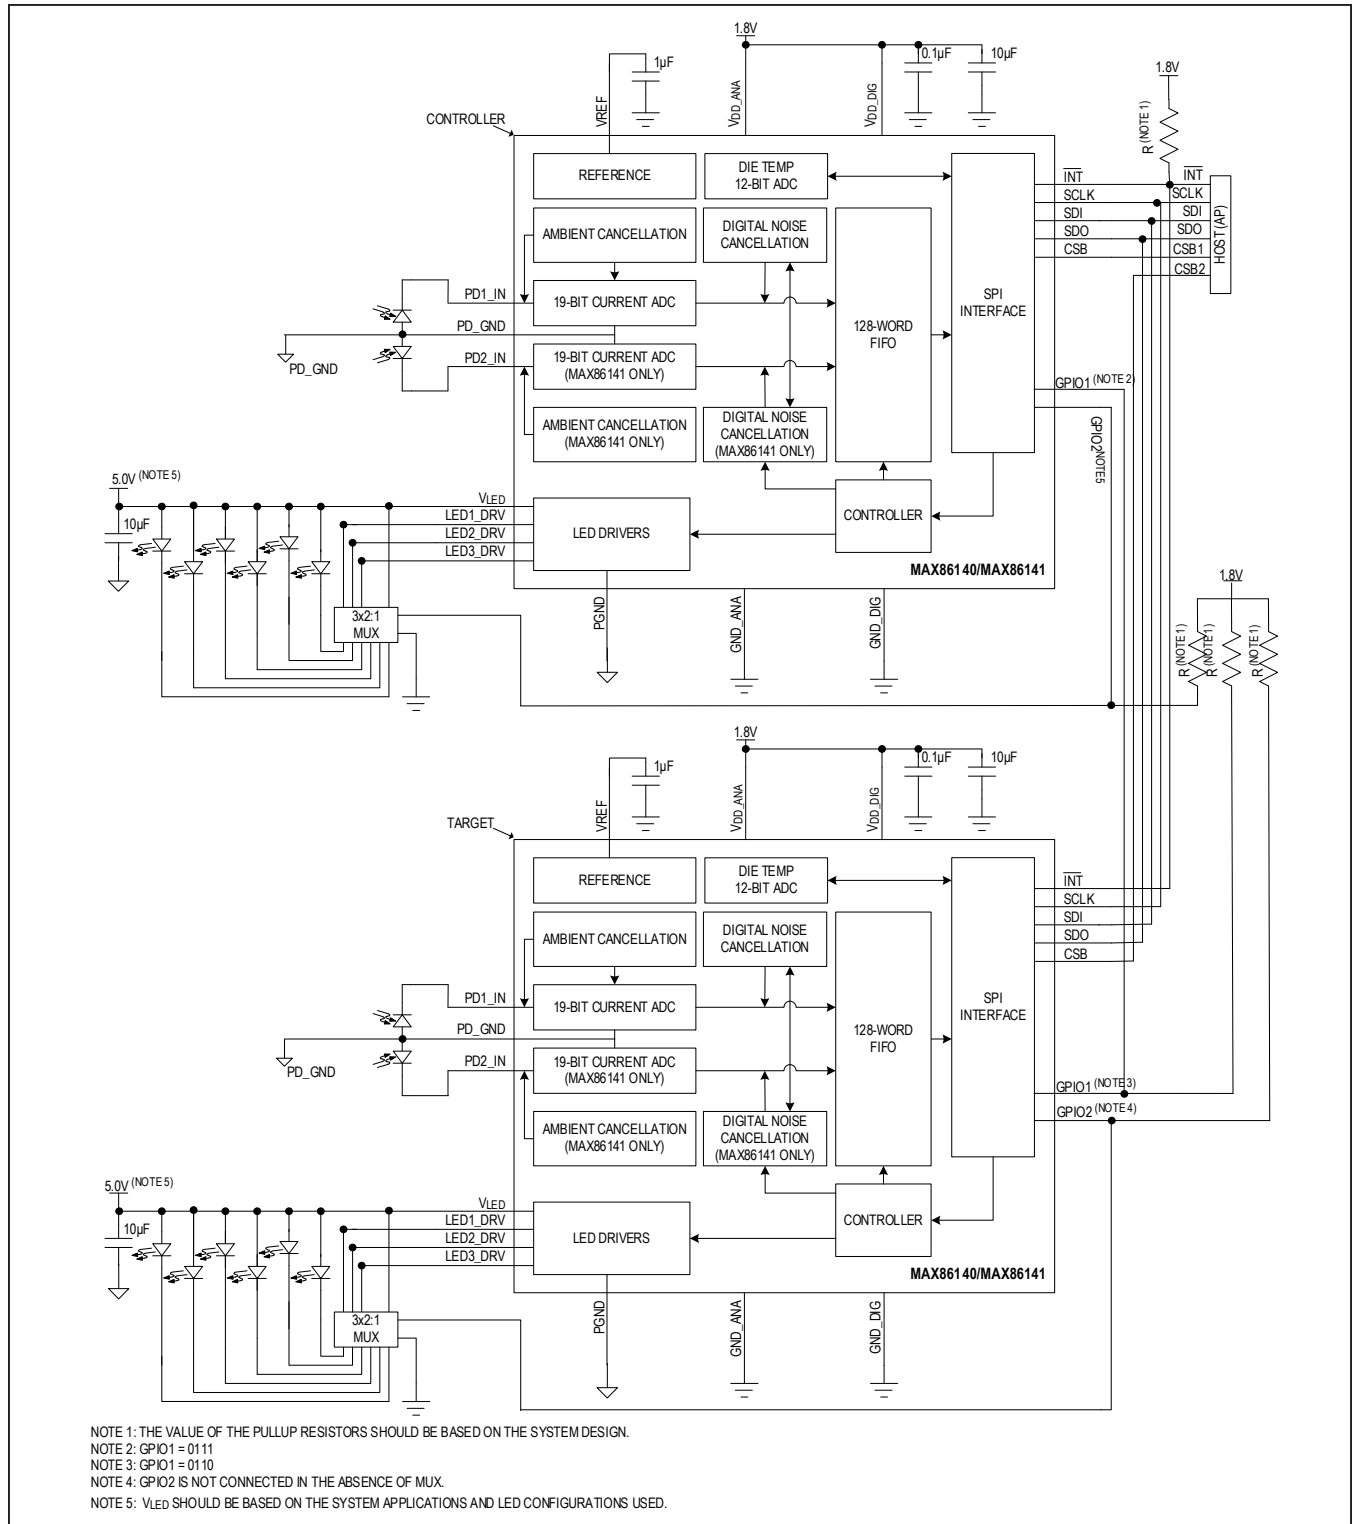 1.8V
1µF
0.1µF
10µF
1.8V
VREF
VDD_ANA
VDD_DIG
R (NOTE 1)
CONTROLLER
REFERENCE
DIE TEMP
12-BIT ADC
INT
SCLK
SDI
SDO
CSB
INT
SCLK
SDI
SDO
CSB1
CSB2
HOST (AP)
AMBIENT CANCELLATION
DIGITAL NOISE
CANCELLATION
PD1_IN
19-BIT CURRENT ADC
PD_GND
PD_GND
PD2_IN
19-BIT CURRENT ADC
(MAX86141 ONLY)
128-WORD
FIFO
SPI
INTERFACE
AMBIENT CANCELLATION
(MAX86141 ONLY)
DIGITAL NOISE
CANCELLATION
(MAX86141 ONLY)
GPIO1 (NOTE 2)
GPIO2 NOTE5
5.0V (NOTE 5)
10µF
VLED
LED1_DRV
LED2_DRV
LED3_DRV
LED DRIVERS
CONTROLLER
MAX86140/MAX86141
3x2:1
MUX
PGND
GND_ANA
GND_DIG
1.8V
R (NOTE 1)
R (NOTE 1)
R (NOTE 1)
1.8V
1µF
0.1µF
10µF
VREF
VDD_ANA
VDD_DIG
TARGET
REFERENCE
DIE TEMP
12-BIT ADC
INT
SCLK
SDI
SDO
CSB
AMBIENT CANCELLATION
DIGITAL NOISE
CANCELLATION
PD1_IN
19-BIT CURRENT ADC
PD_GND
PD_GND
PD2_IN
19-BIT CURRENT ADC
(MAX86141 ONLY)
128-WORD
FIFO
SPI
INTERFACE
AMBIENT CANCELLATION
(MAX86141 ONLY)
DIGITAL NOISE
CANCELLATION
(MAX86141 ONLY)
GPIO1 (NOTE 3)
GPIO2 (NOTE 4)
5.0V (NOTE 5)
10µF
VLED
LED1_DRV
LED2_DRV
LED3_DRV
LED DRIVERS
CONTROLLER
MAX86140/MAX86141
3x2:1
MUX
PGND
GND_ANA
GND_DIG
NOTE 1: THE VALUE OF THE PULLUP RESISTORS SHOULD BE BASED ON THE SYSTEM DESIGN.
NOTE 2: GPIO1 = 0111
NOTE 3: GPIO1 = 0110
NOTE 4: GPIO2 IS NOT CONNECTED IN THE ABSENCE OF MUX.
NOTE 5: VLED SHOULD BE BASED ON THE SYSTEM APPLICATIONS AND LED CONFIGURATIONS USED.